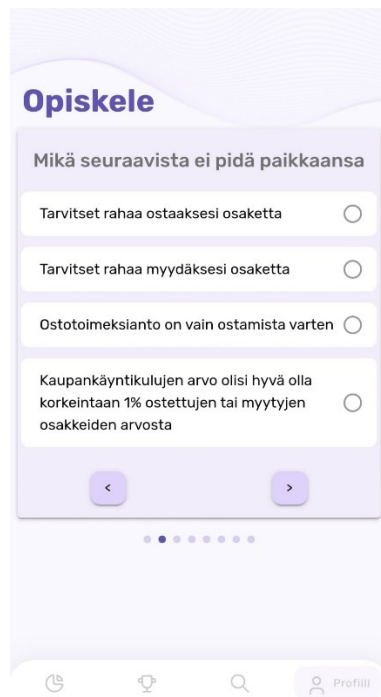 Opiskele
Mikä seuraavista ei pidä paikkaansa
Tarvitset rahaa ostaaksesi osaketta
Tarvitset rahaa myydäksesi osaketta
Ostotoimeksianto on vain ostamista varten
Kaupankäyntikulujen arvo olisi hyvä olla
korkeintaan 1% ostettujen tai myytyjen
osakkeiden arvosta
< >
Profiili